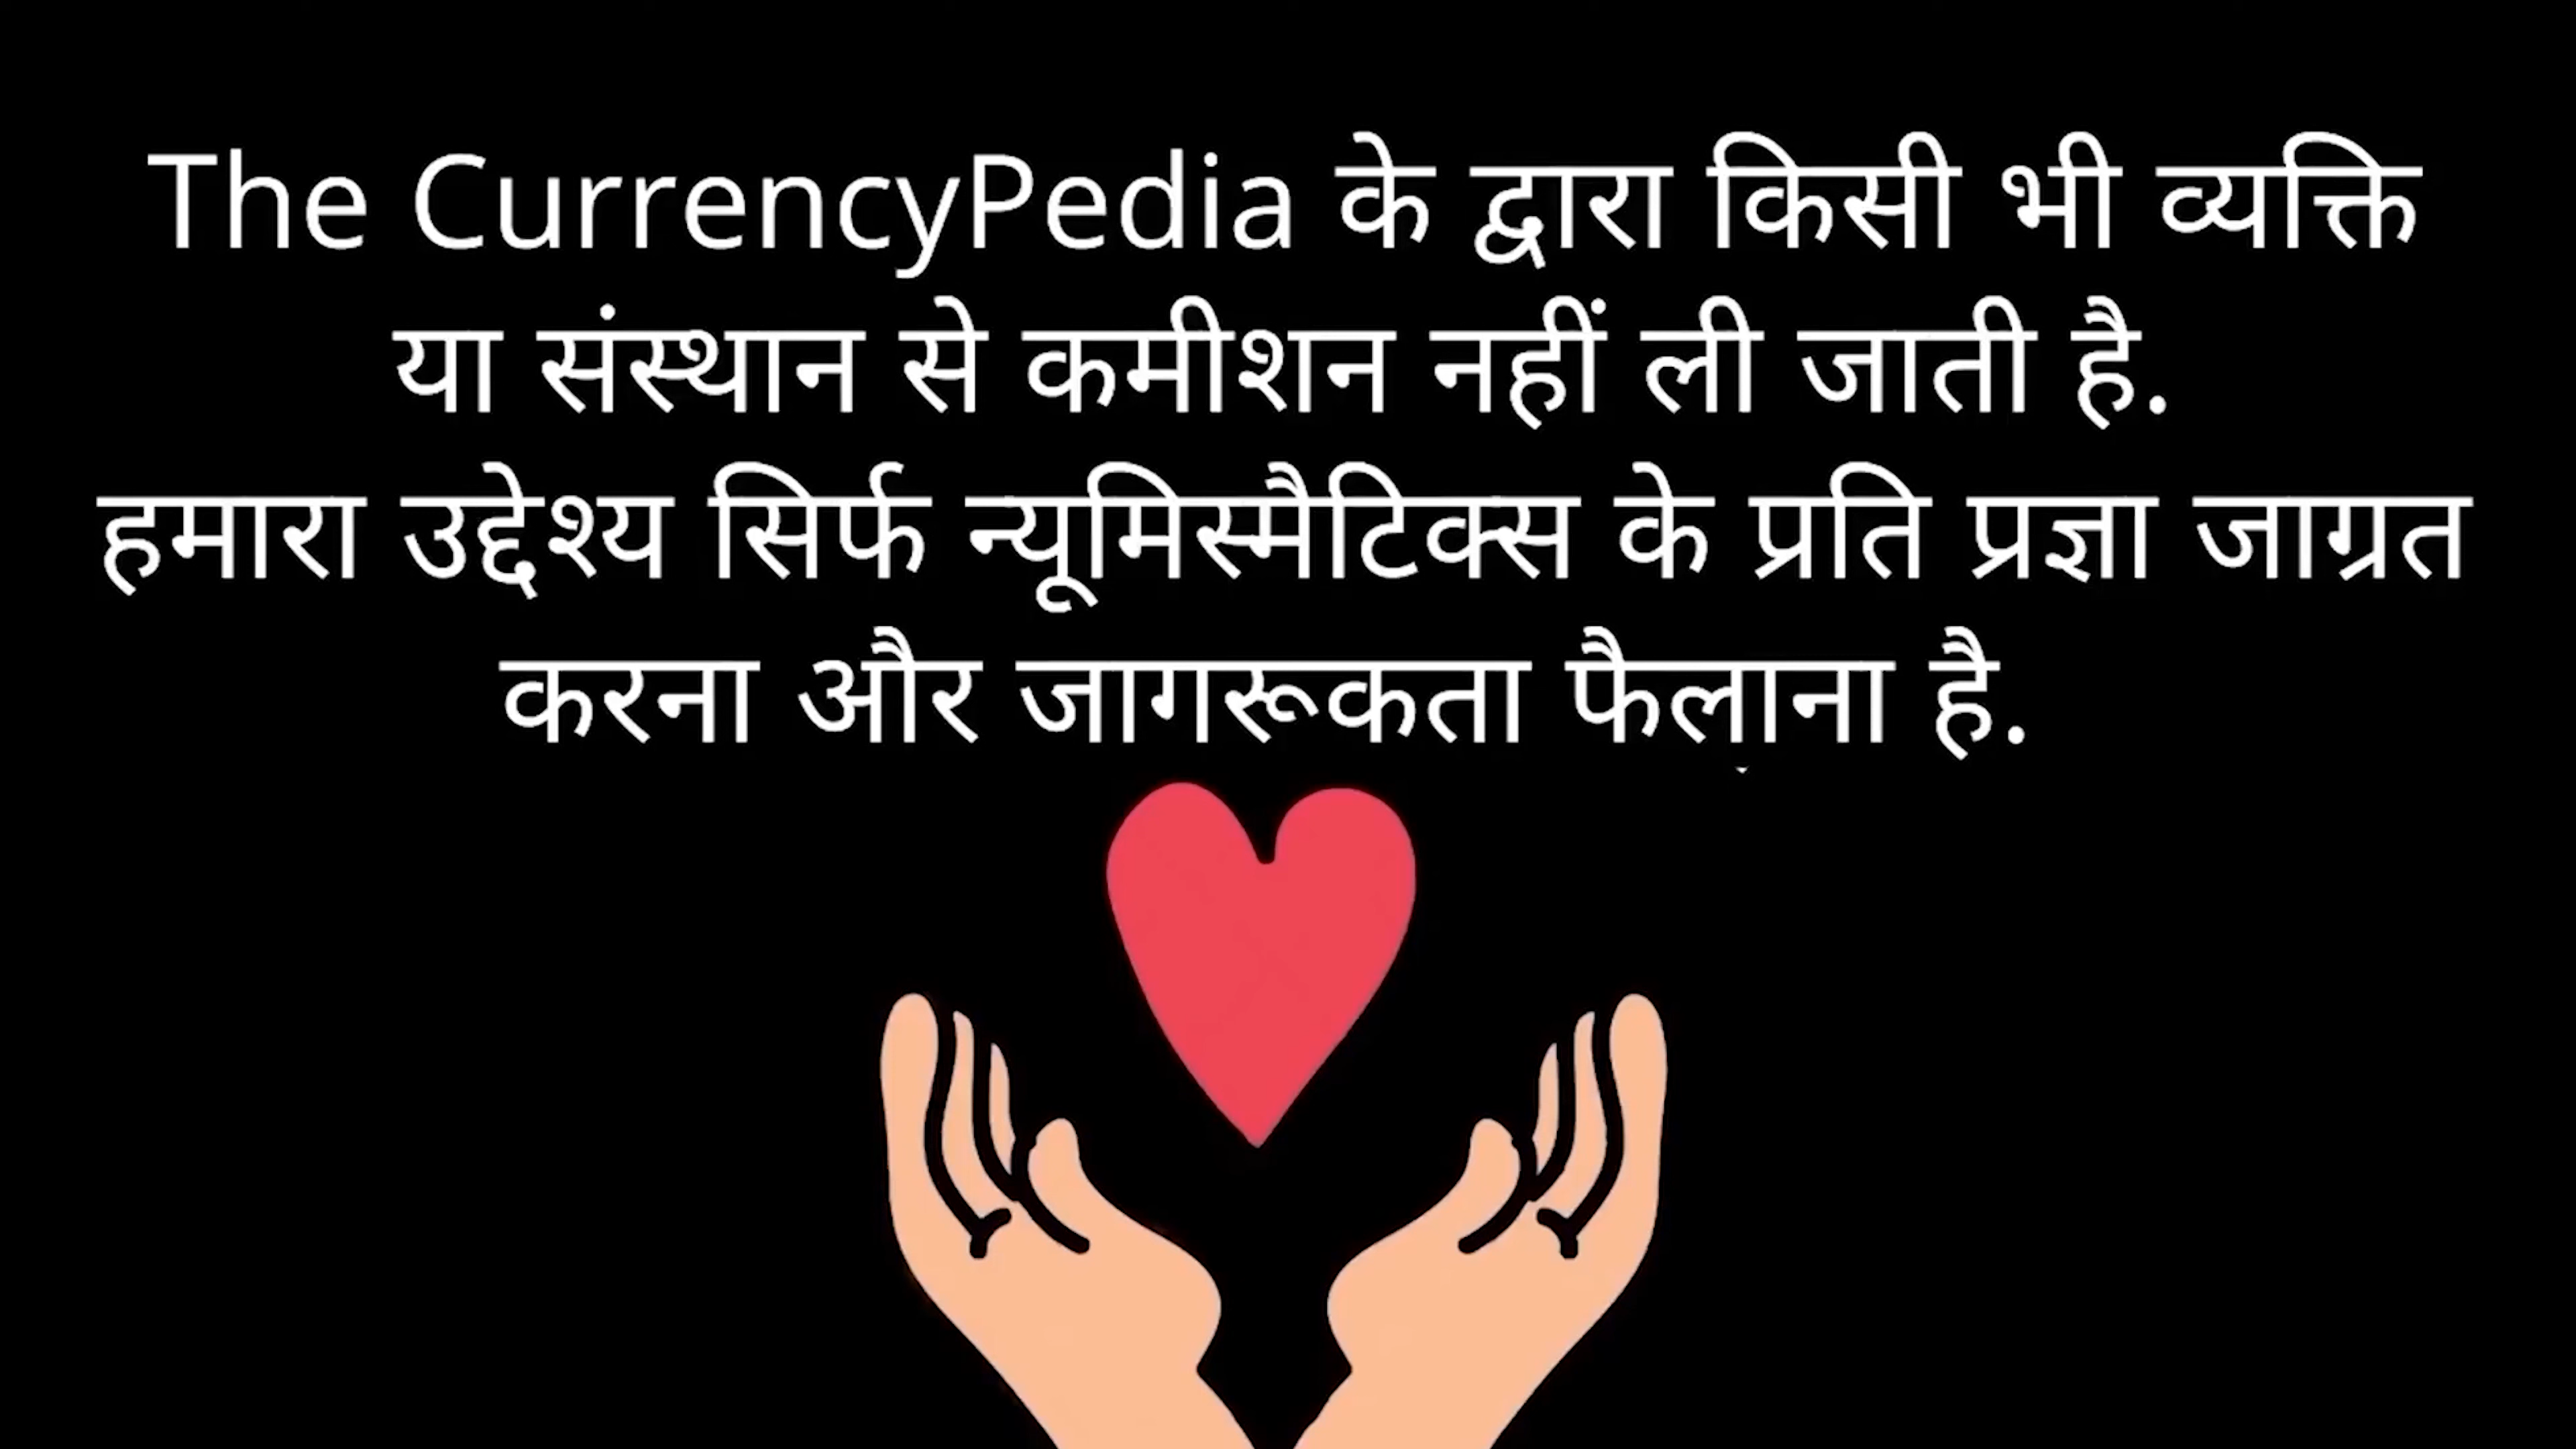 The CurrencyPedia के द्वारा किसी भी व्यक्ति
या संस्थान से कमीशन नहीं ली जाती है.
हमारा उद्देश्य सिर्फ न्यूमिस्मैटिक्स के प्रति प्रज्ञा जाग्रत
करना और जागरूकता फैलाना है.